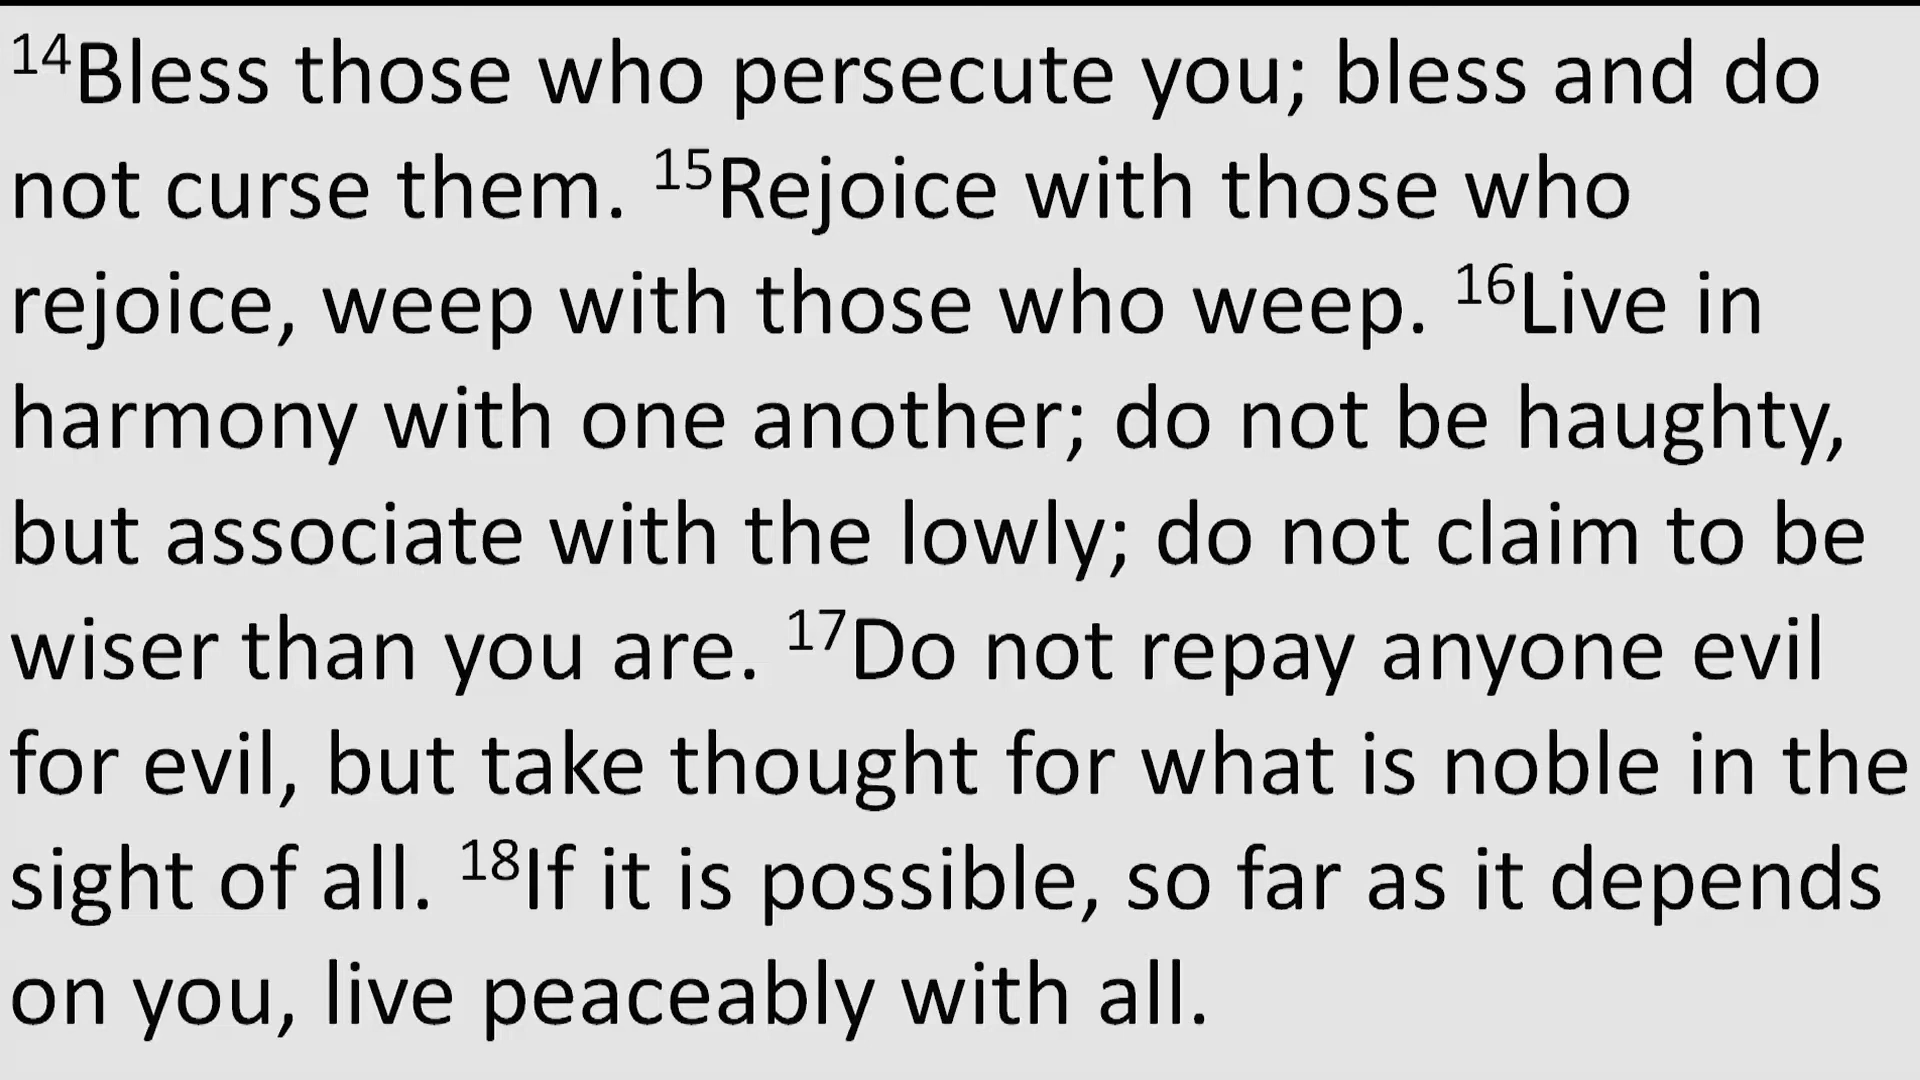 14Bless those who persecute you; bless and do
not curse them. 15Rejoice with those who
rejoice, weep with those who weep. 16Live in
harmony with one another; do not be haughty,
but associate with the lowly; do not claim to be
wiser than you are. 17Do not repay anyone evil
for evil, but take thought for what is noble in the
sight of all. 18If it is possible, so far as it depends
on you, live peaceably with all.